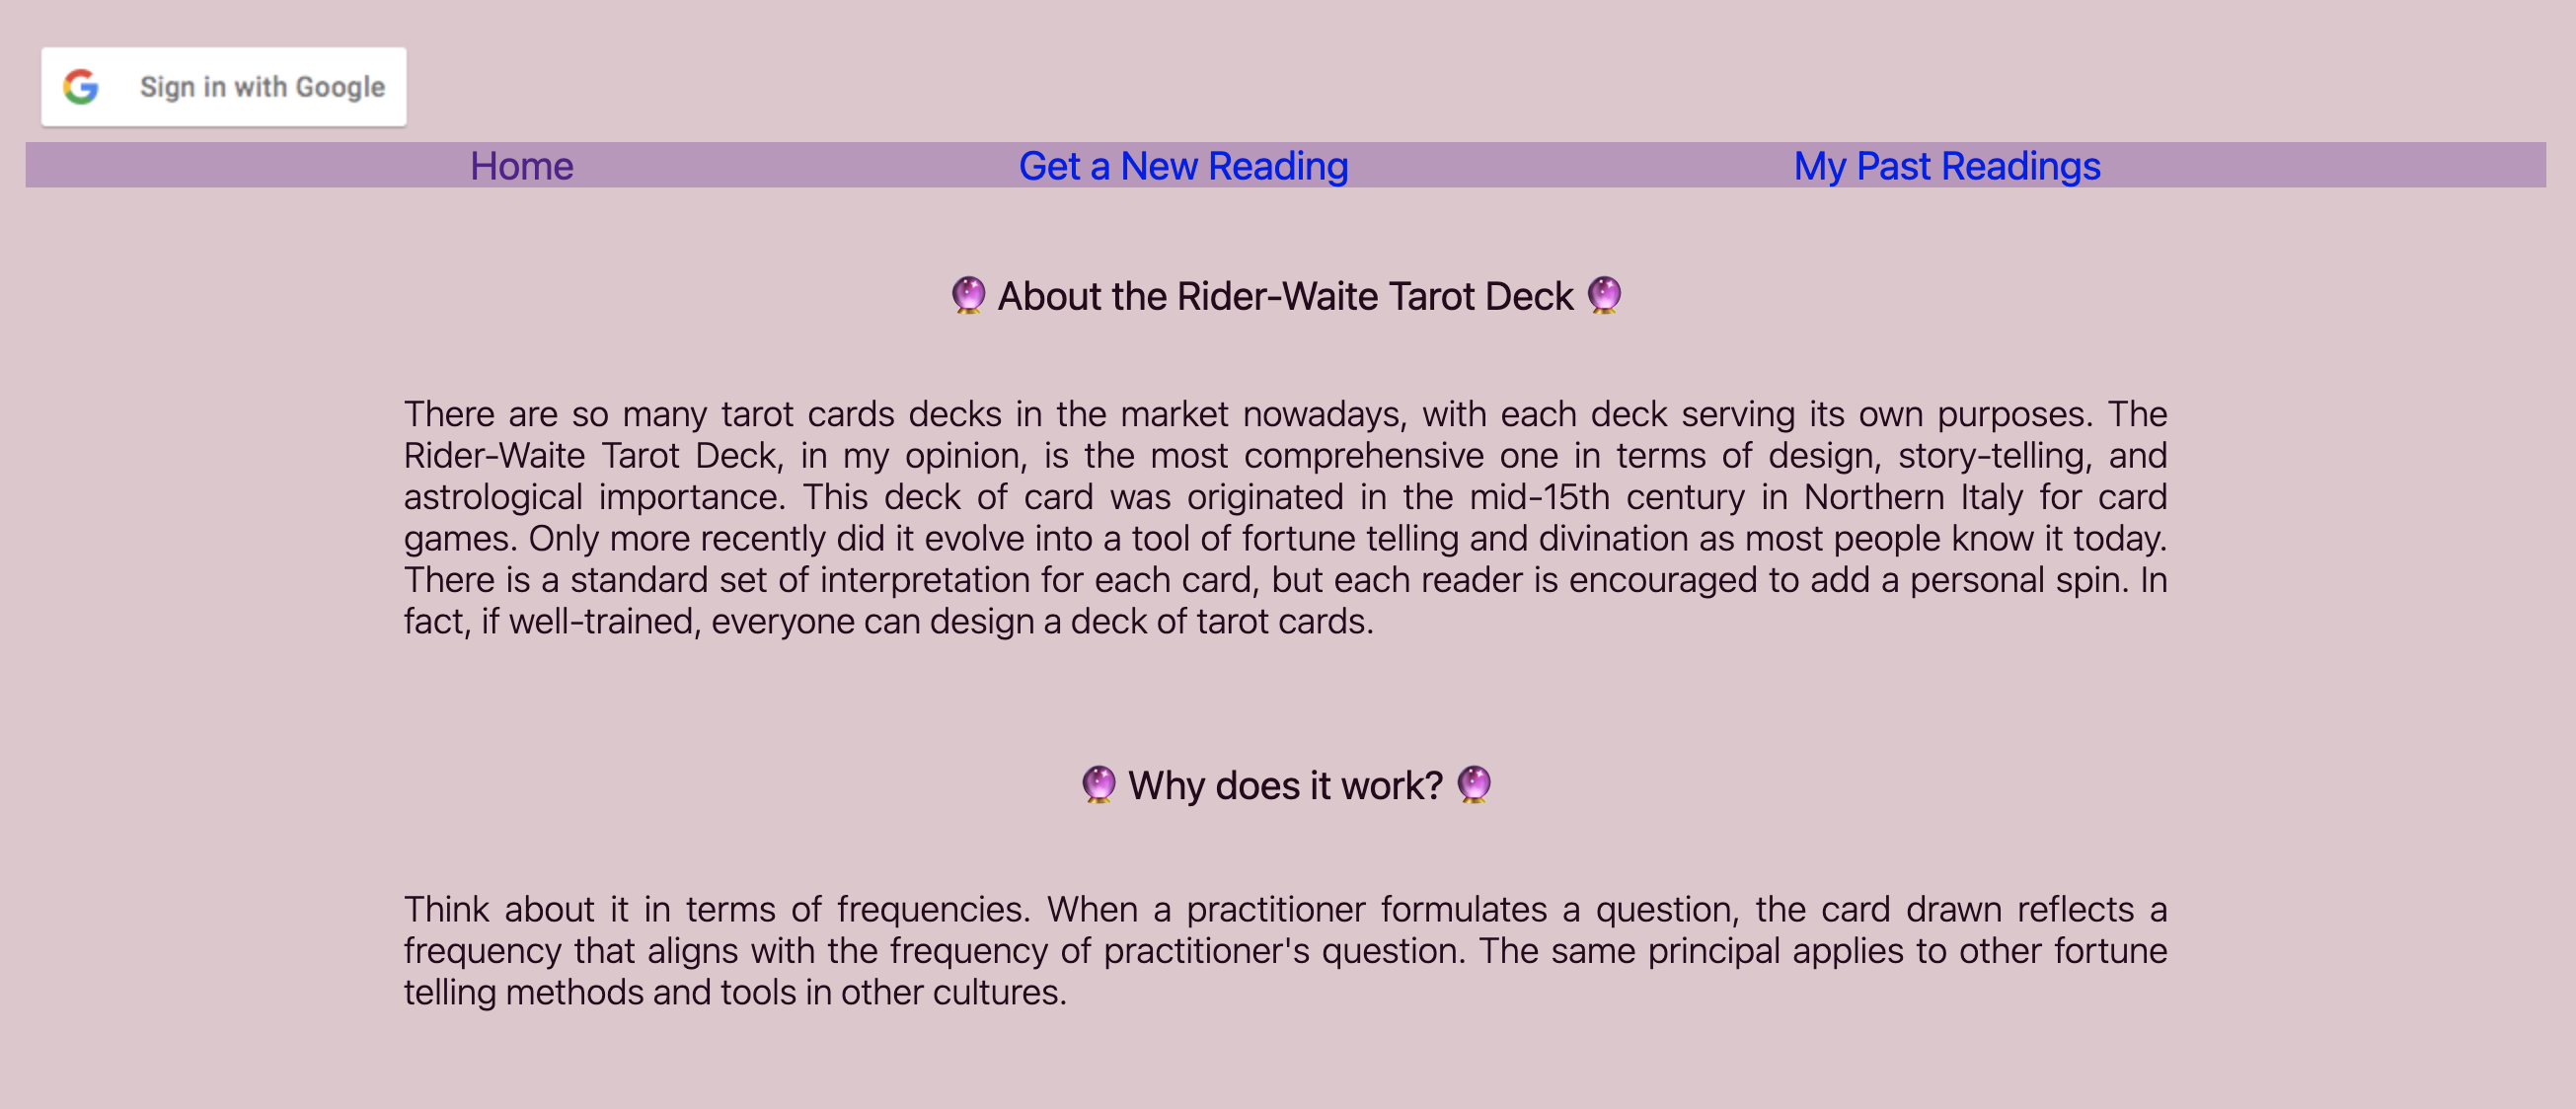 Sign in with Google
Home Get a New Reading My Past Readings
🔮 About the Rider-Waite Tarot Deck 🔮
There are so many tarot cards decks in the market nowadays, with each deck serving its own purposes. The
Rider-Waite Tarot Deck, in my opinion, is the most comprehensive one in terms of design, story-telling, and
astrological importance. This deck of card was originated in the mid-15th century in Northern Italy for card
games. Only more recently did it evolve into a tool of fortune telling and divination as most people know it today.
There is a standard set of interpretation for each card, but each reader is encouraged to add a personal spin. In
fact, if well-trained, everyone can design a deck of tarot cards.
🔮 Why does it work? 🔮
Think about it in terms of frequencies. When a practitioner formulates a question, the card drawn reflects a
frequency that aligns with the frequency of practitioner's question. The same principal applies to other fortune
telling methods and tools in other cultures.